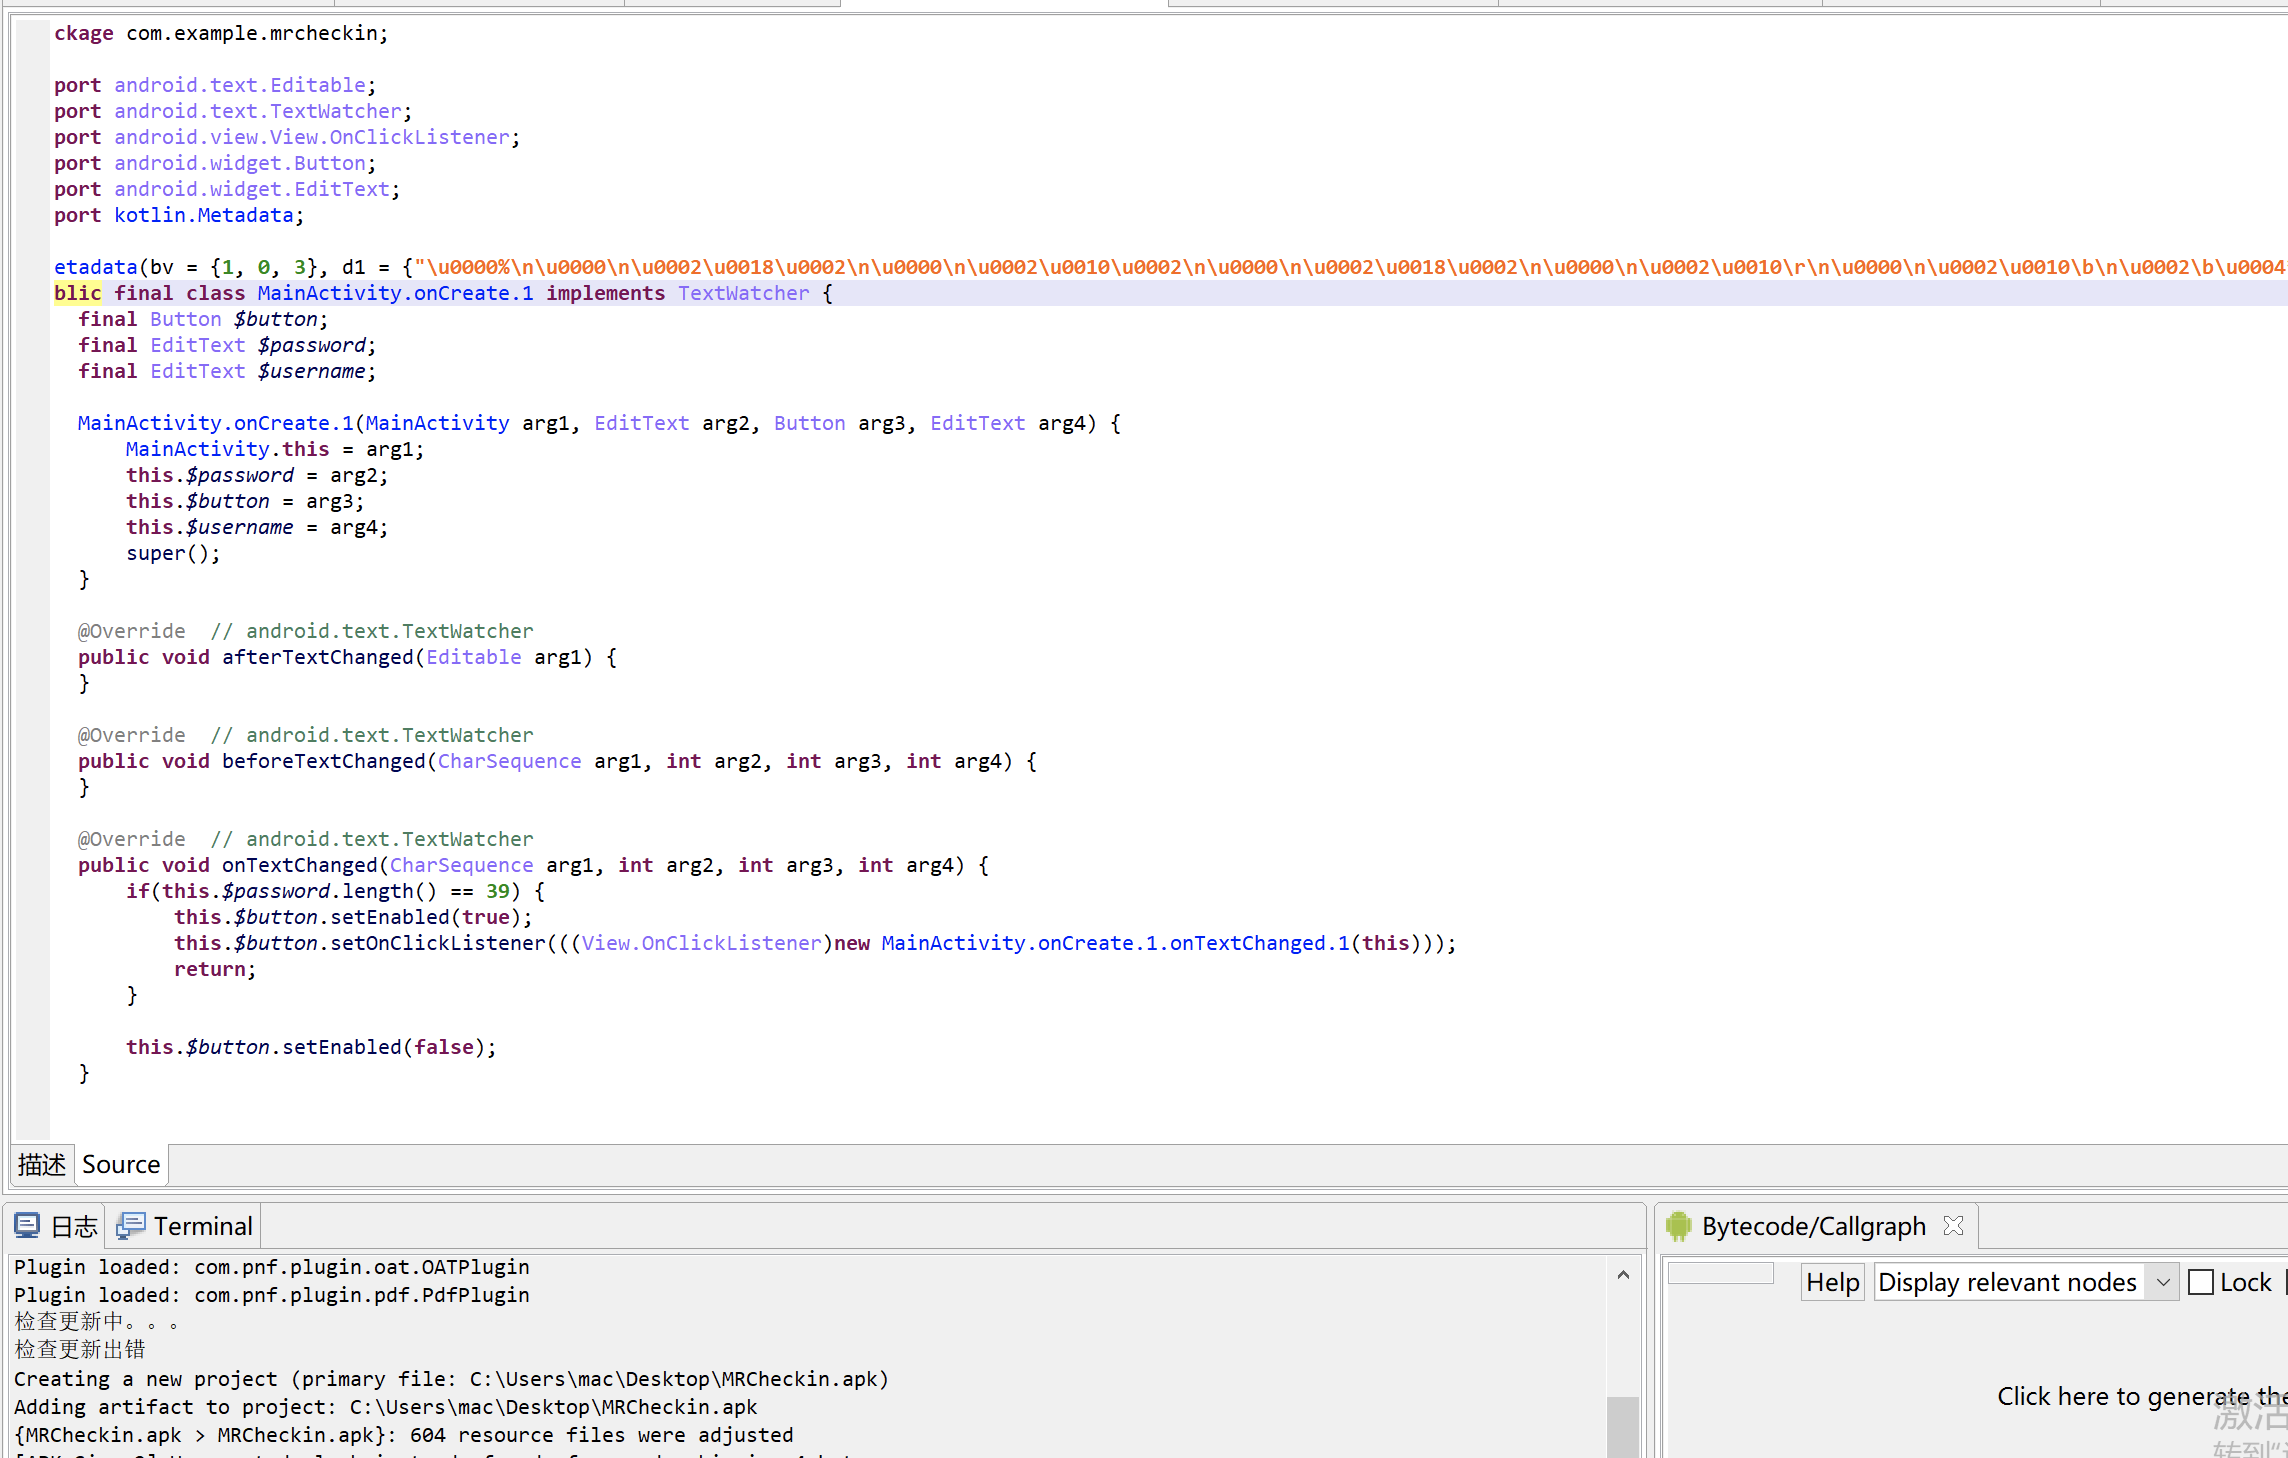 ckage com.example.mrcheckin;
port android.text.Editable;
port android.text.TextWatcher;
port android.view.View.OnClickListener;
port android.widget.Button;
port android.widget.EditText;
port kotlin.Metadata;
etadata(bv = {1, 0, 3}, d1 = {"\u0000%\n\u0000\n\u0002\u0018\u0002\n\u0000\n\u0002\u0010\u0002\n\u0000\n\u0002\u0018\u0002\n\u0000\n\u0002\u0010\r\n\u0000\n\u0002\u0010\b\n\u0002\b\u0004
blic final class MainActivity.onCreate.1 implements TextWatcher {
final Button $button;
final EditText $password;
final EditText $username;
MainActivity.onCreate.1(MainActivity arg1, EditText arg2, Button arg3, EditText arg4) {
MainActivity.this = arg1;
this.$password = arg2;
this.$button = arg3;
this.$username = arg4;
super();
}
@Override  // android.text.TextWatcher
public void afterTextChanged(Editable arg1) {
}
@Override  // android.text.TextWatcher
public void beforeTextChanged(CharSequence arg1, int arg2, int arg3, int arg4) {
}
@Override  // android.text.TextWatcher
public void onTextChanged(CharSequence arg1, int arg2, int arg3, int arg4) {
if(this.$password.length() == 39) {
this.$button.setEnabled(true);
this.$button.setOnClickListener(((View.OnClickListener)new MainActivity.onCreate.1.onTextChanged.1(this)));
return;
}
this.$button.setEnabled(false);
}
描述 Source
日志 Terminal
Plugin loaded: com.pnf.plugin.oat.OATPlugin
Plugin loaded: com.pnf.plugin.pdf.PdfPlugin
检查更新中。。。
检查更新出错
Creating a new project (primary file: C:\Users\mac\Desktop\MRCheckin.apk)
Adding artifact to project: C:\Users\mac\Desktop\MRCheckin.apk
{MRCheckin.apk > MRCheckin.apk}: 604 resource files were adjusted
Bytecode/Callgraph
Help Display relevant nodes Lock
Click here to generate the
激活
转到"